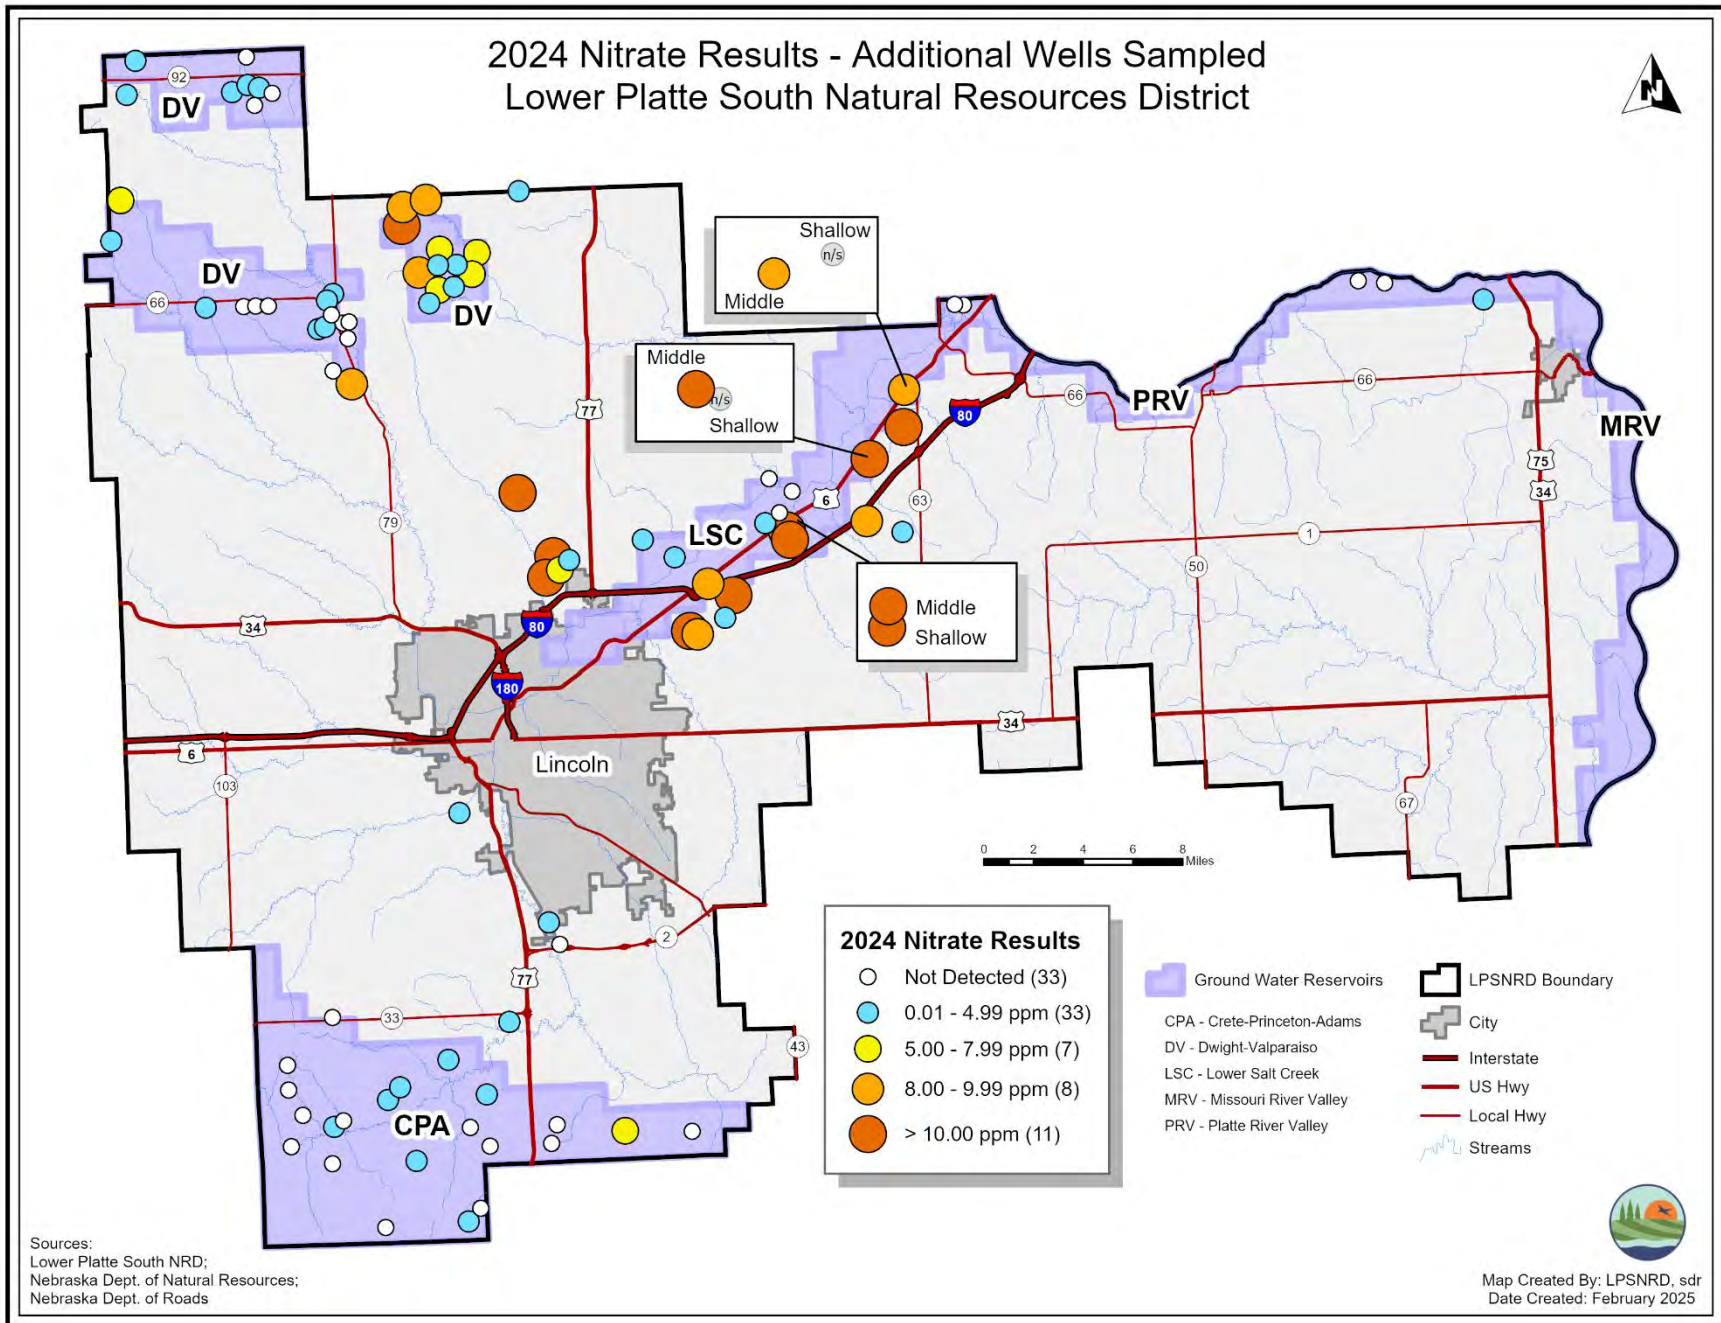 2024 Nitrate Results - Additional Wells Sampled
Lower Platte South Natural Resources District
N
92
DV
DV
66
DV
Shallow
n/s
Middle
Middle
n/s
Shallow
77
80
66
PRV
66
MRV
75
34
6
63
LSC
79
1
50
Middle
Shallow
34
80
180
34
6
Lincoln
103
67
0 2 4 6 8
Miles
2
77
33
43
CPA
2024 Nitrate Results
Not Detected (33)
0.01 - 4.99 ppm (33)
5.00 - 7.99 ppm (7)
8.00 - 9.99 ppm (8)
> 10.00 ppm (11)
Ground Water Reservoirs
CPA - Crete-Princeton-Adams
DV - Dwight-Valparaiso
LSC - Lower Salt Creek
MRV - Missouri River Valley
PRV - Platte River Valley
LPSNRD Boundary
City
Interstate
US Hwy
Local Hwy
Streams
Sources:
Lower Platte South NRD;
Nebraska Dept. of Natural Resources;
Nebraska Dept. of Roads
Map Created By: LPSNRD, sdr
Date Created: February 2025